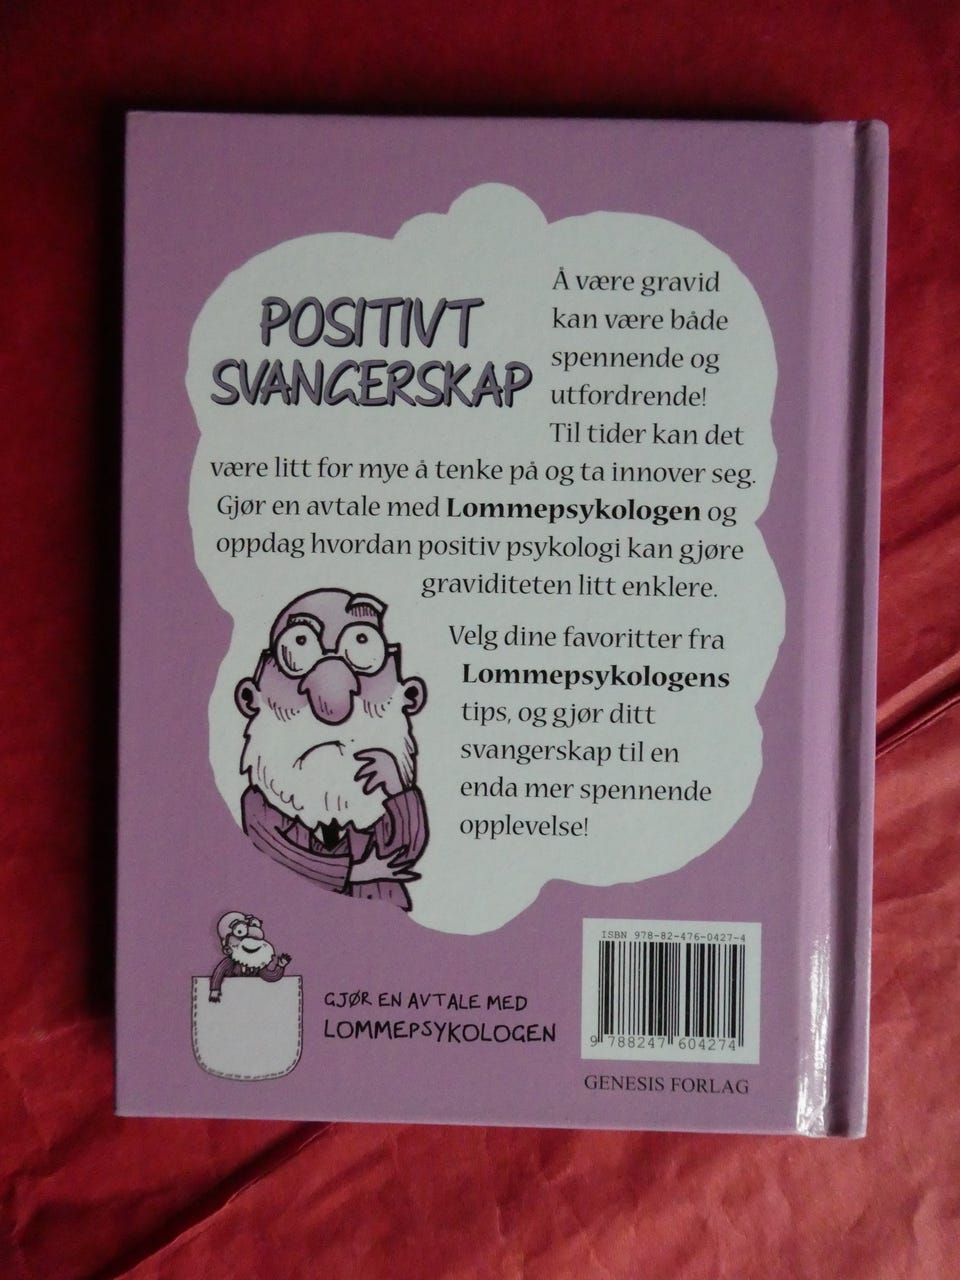 POSITIVT
SVANGERSKAP
Å være gravid
kan være både
spennende og
utfordrende!
Til tider kan det
være litt for mye å tenke på og ta innover seg.
Gjør en avtale med Lommepsykologen og
oppdag hvordan positiv psykologi kan gjøre
graviditeten litt enklere.
Velg dine favoritter fra
Lommepsykologens
tips, og gjør ditt
svangerskap til en
enda mer spennende
opplevelse!
GJØR EN AVTALE MED
LOMMEPSYKOLOGEN
ISBN 978-82-476-0427-4
9 788247 604274
GENESIS FORLAG